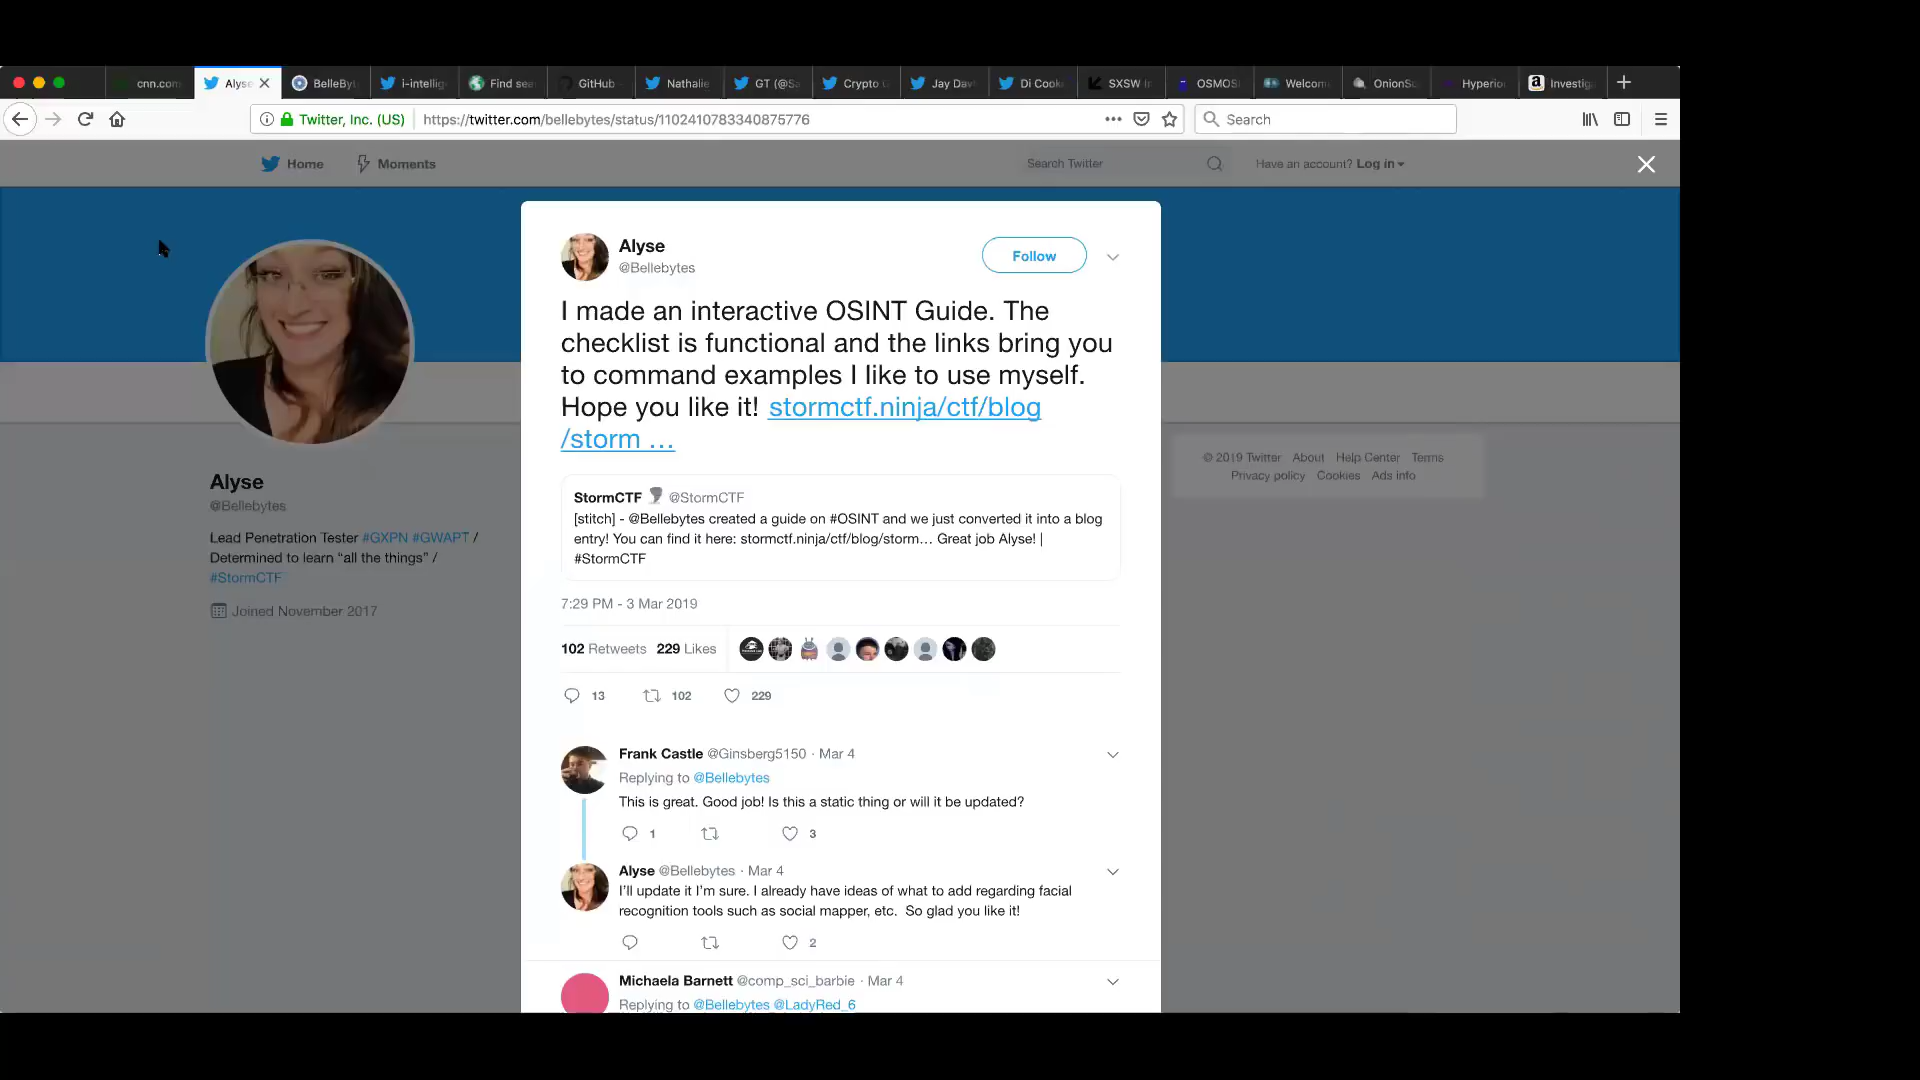 cnn.com
Alyse
BelleByt
i-intellig
Find sea
GitHub
Nathalie
GT (@Sa
Crypto
Jay Dav
Di Cook
SXSW
OSMOS
Welcom
OnionS
Hyperio
Investig
Twitter, Inc. (US)
https://twitter.com/bellebytes/status/1102410783340875776
Search
Home
Moments
Search Twitter
Have an account? Log in
Alyse
@Bellebytes
Follow
I made an interactive OSINT Guide. The
checklist is functional and the links bring you
to command examples I like to use myself.
Hope you like it! stormctf.ninja/ctf/blog
/storm …
StormCTF @StormCTF
[stitch] - @Bellebytes created a guide on #OSINT and we just converted it into a blog
entry! You can find it here: stormctf.ninja/ctf/blog/storm… Great job Alyse! |
#StormCTF
7:29 PM - 3 Mar 2019
102 Retweets 229 Likes
13 102 229
Frank Castle @Ginsberg5150 · Mar 4
Replying to @Bellebytes
This is great. Good job! Is this a static thing or will it be updated?
1 3
Alyse @Bellebytes · Mar 4
I'll update it I'm sure. I already have ideas of what to add regarding facial
recognition tools such as social mapper, etc. So glad you like it!
2
Michaela Barnett @comp_sci_barbie · Mar 4
Replying to @Bellebytes @LadyRed_6
Alyse
@Bellebytes
Lead Penetration Tester #GXPN #GWAPT /
Determined to learn “all the things” /
#StormCTF
Joined November 2017
© 2019 Twitter About Help Center Terms
Privacy policy Cookies Ads info